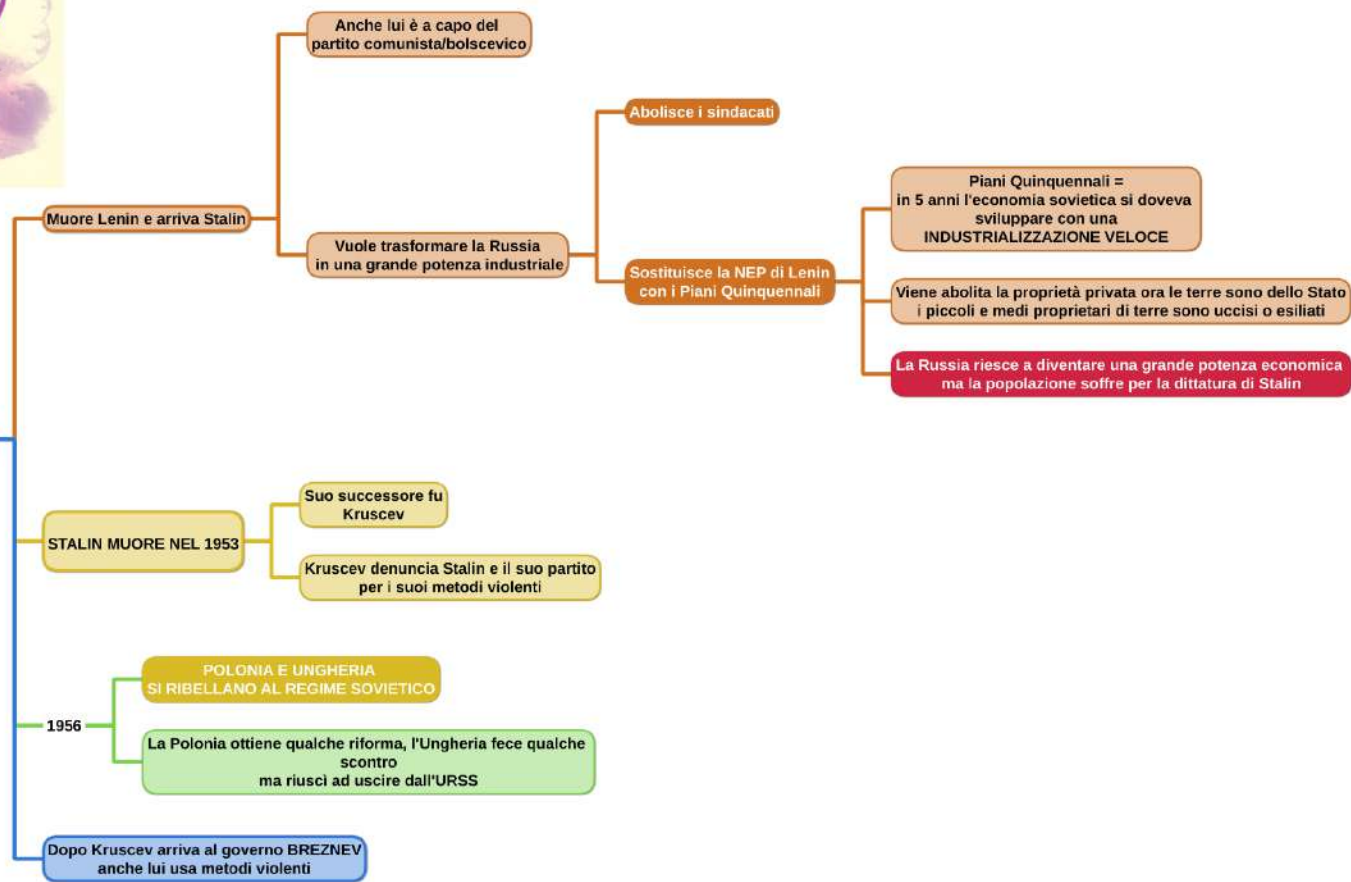 Anche lui è a capo del
partito comunista/bolscevico
Abolisce i sindacati
Muore Lenin e arriva Stalin
Vuole trasformare la Russia
in una grande potenza industriale
Sostituisce la NEP di Lenin
con i Piani Quinquennali
Piani Quinquennali =
in 5 anni l'economia sovietica si doveva
sviluppare con una
INDUSTRIALIZZAZIONE VELOCE
Viene abolita la proprietà privata ora le terre sono dello Stato
i piccoli e medi proprietari di terre sono uccisi o esiliati
La Russia riesce a diventare una grande potenza economica
ma la popolazione soffre per la dittatura di Stalin
STALIN MUORE NEL 1953
Suo successore fu
Kruscev
Kruscev denuncia Stalin e il suo partito
per i suoi metodi violenti
1956
POLONIA E UNGHERIA
SI RIBELLANO AL REGIME SOVIETICO
La Polonia ottiene qualche riforma, l'Ungheria fece qualche
scontro
ma riuscì ad uscire dall'URSS
Dopo Kruscev arriva al governo BREZNEV
anche lui usa metodi violenti